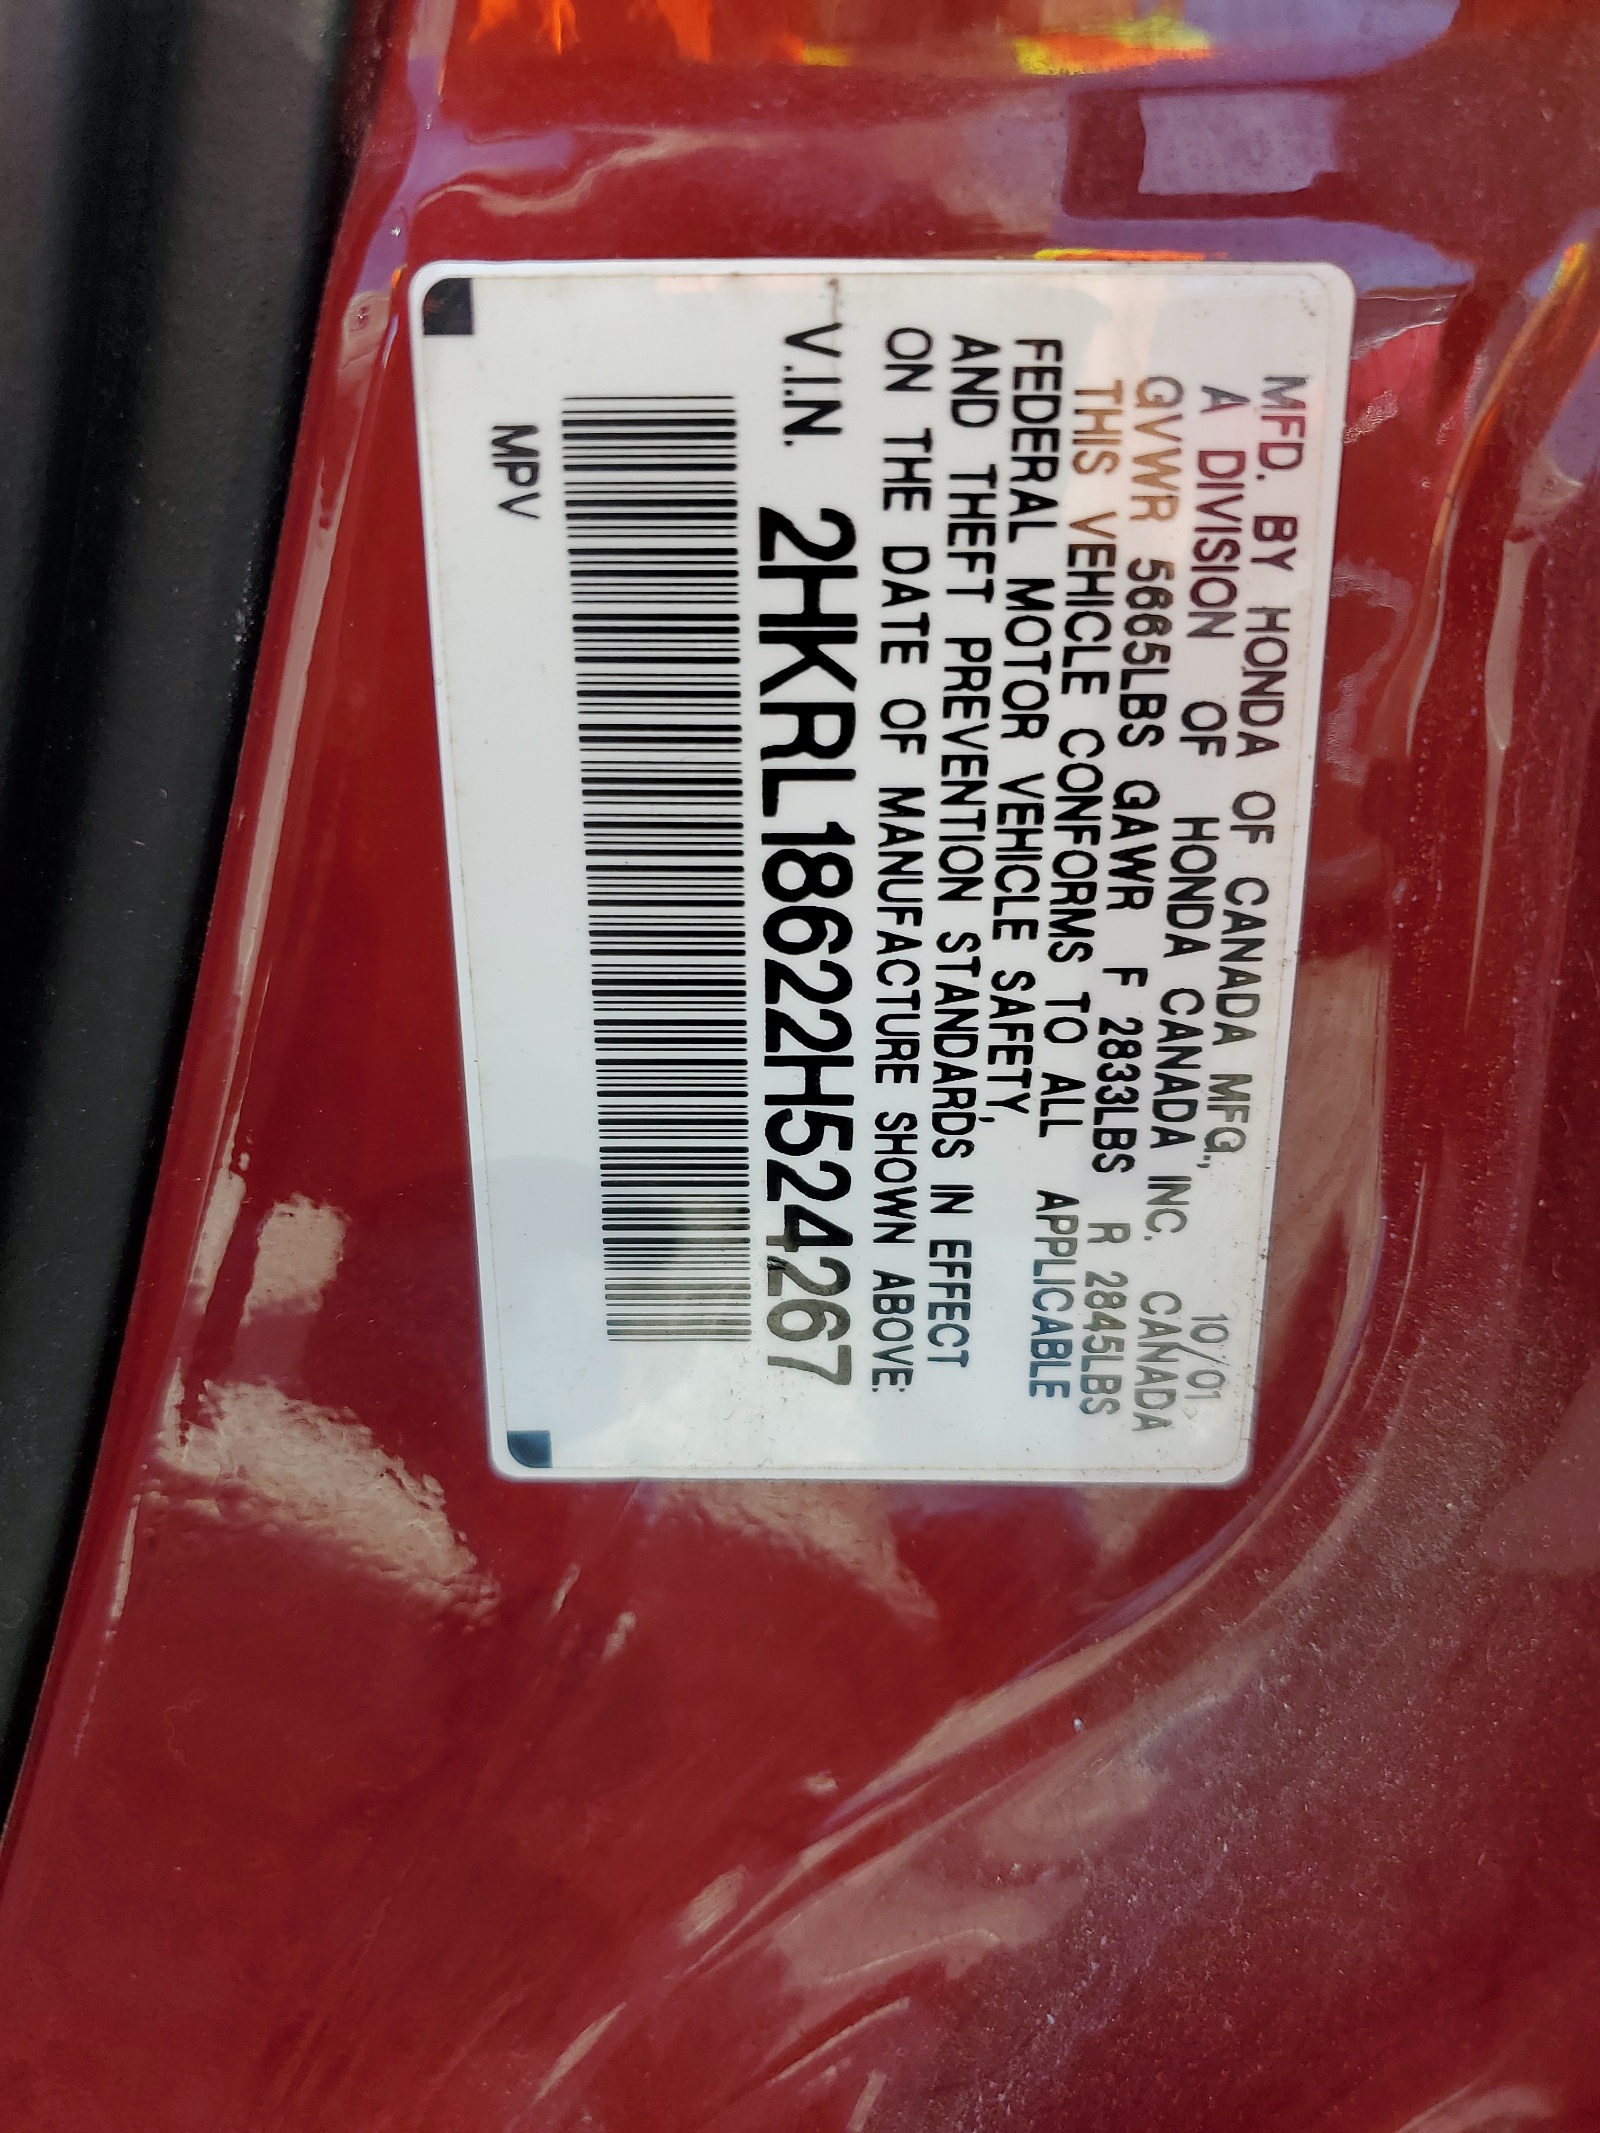 MFD. BY HONDA OF CANADA MFG., 10/01
A DIVISION OF HONDA CANADA INC. CANADA
GVWR 5665LBS GAWR F 2833LBS R 2845LBS
THIS VEHICLE CONFORMS TO ALL APPLICABLE
FEDERAL MOTOR VEHICLE SAFETY,
AND THEFT PREVENTION STANDARDS IN EFFECT
ON THE DATE OF MANUFACTURE SHOWN ABOVE.
V.I.N. 2HKRL18622H524267
MPV